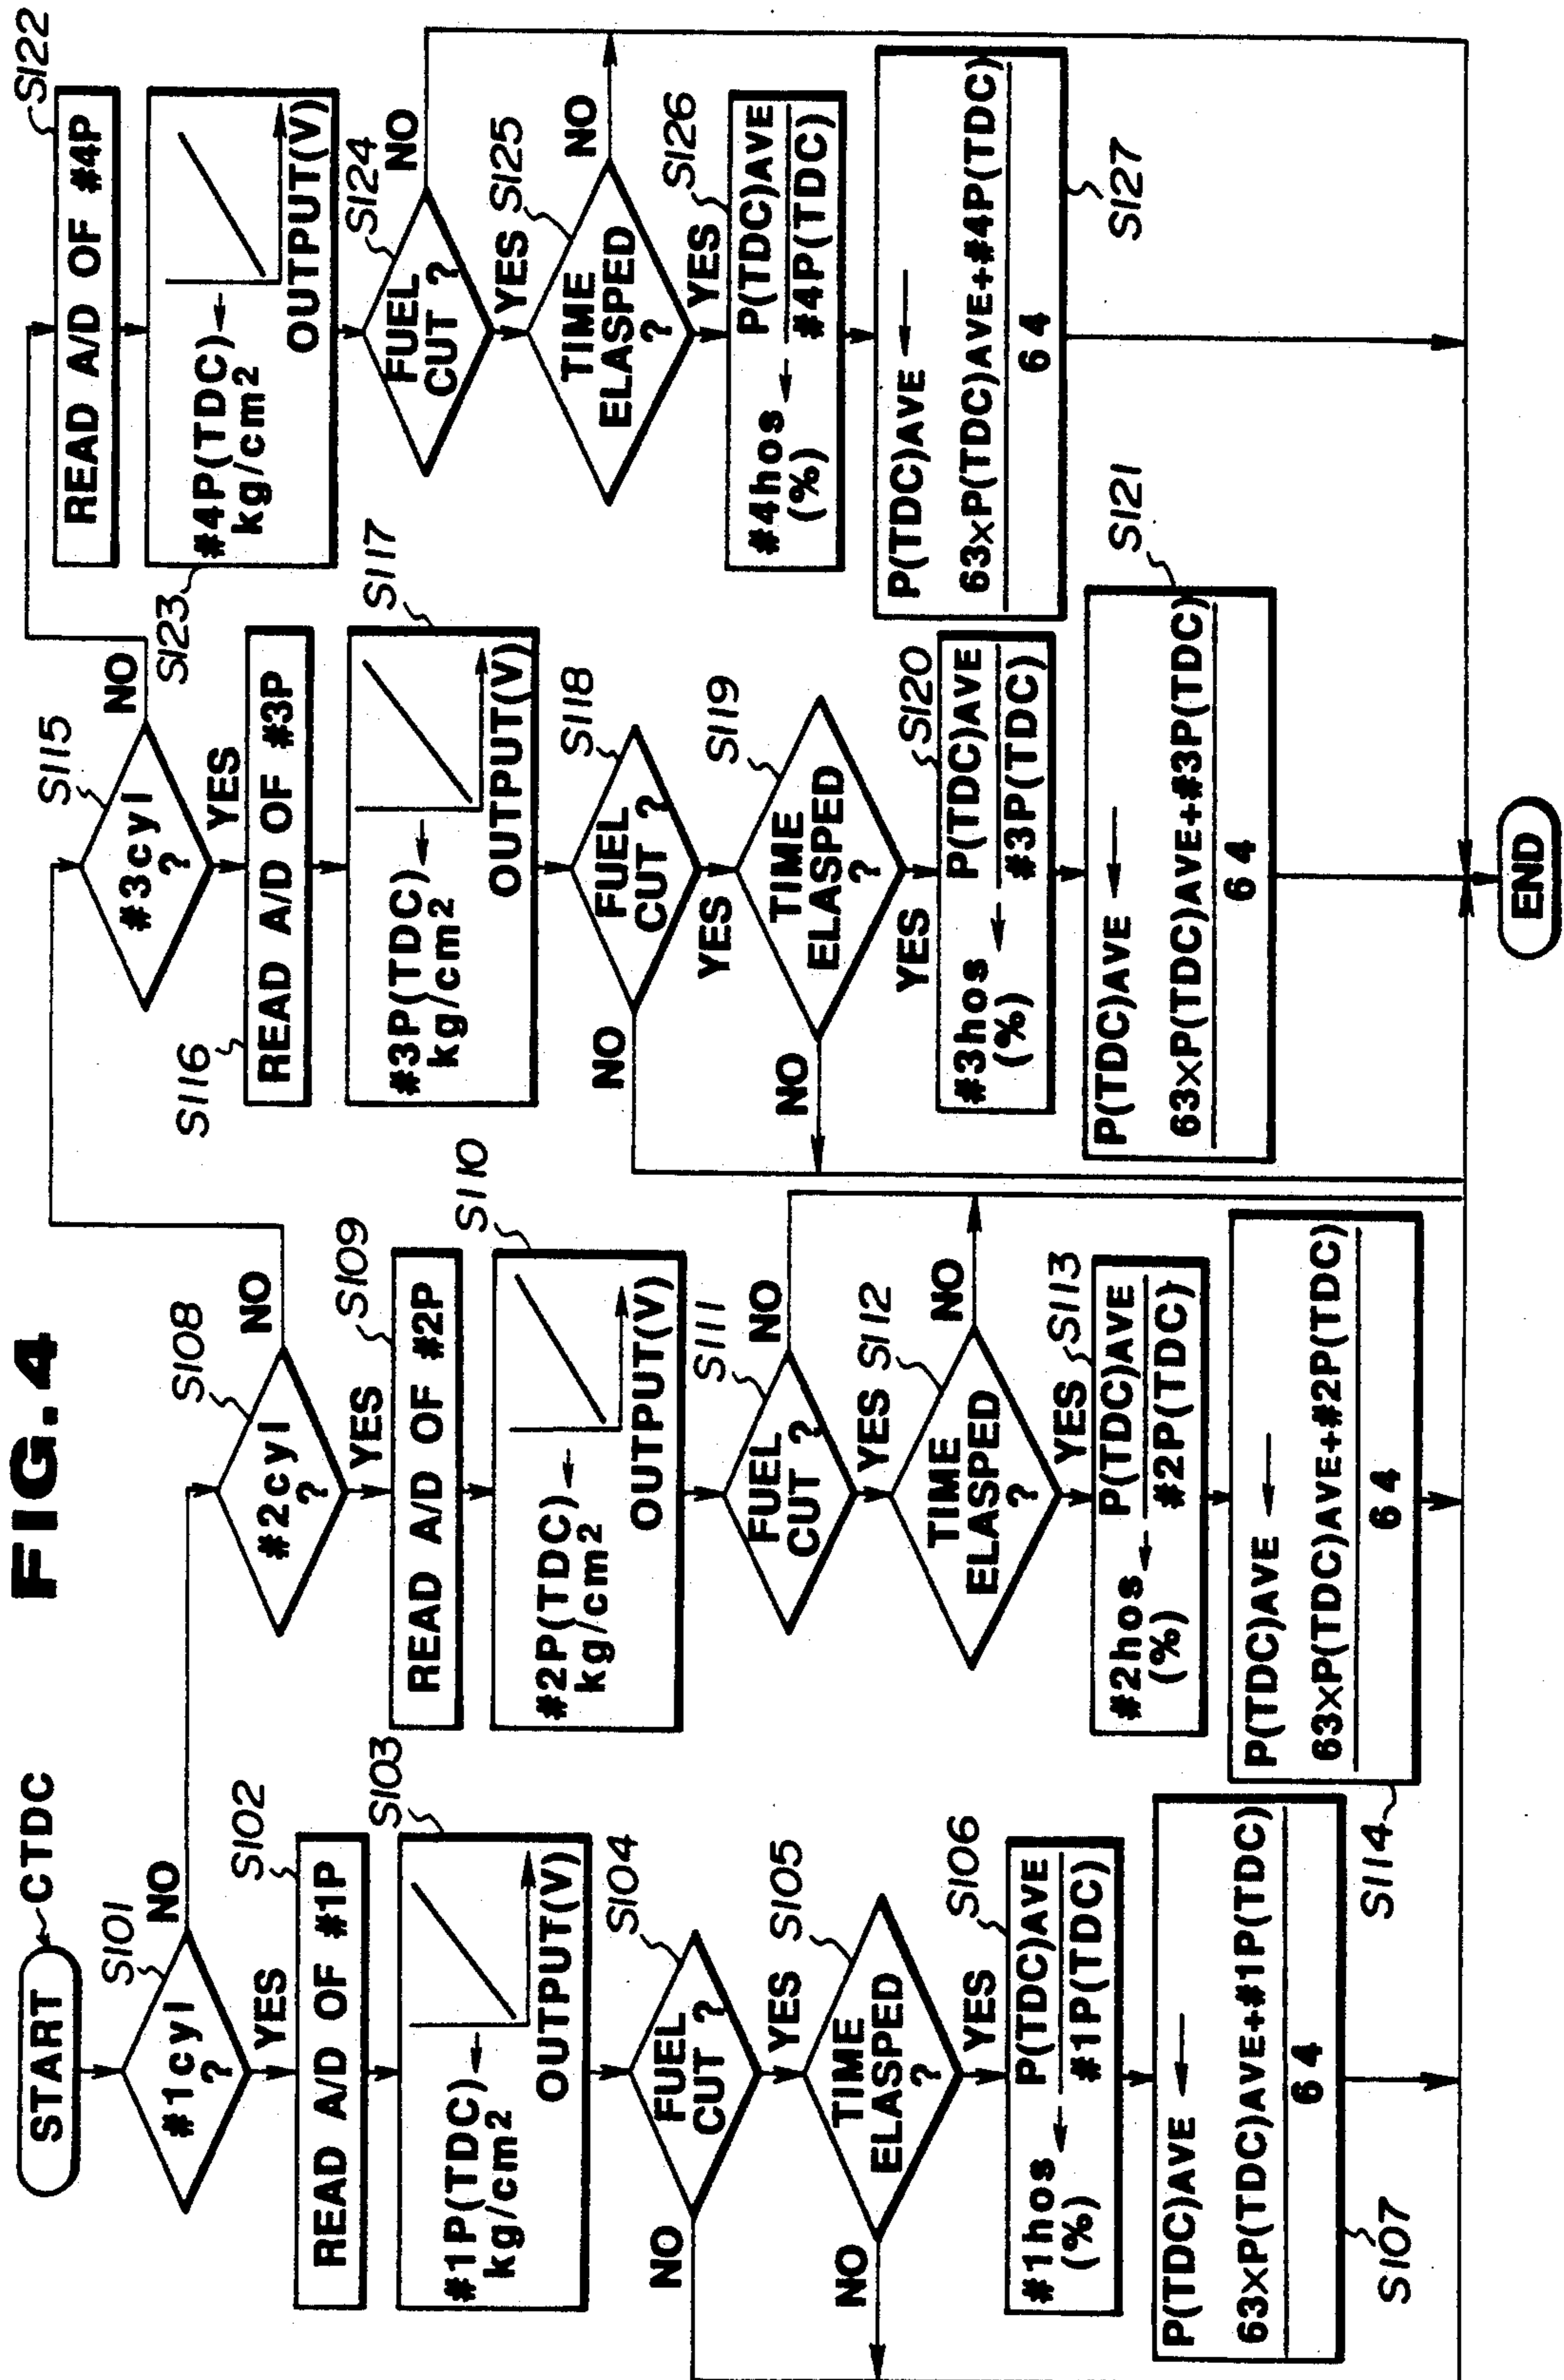 FIG.4
START
CTDC
S101
#1cyl
?
NO
YES
S102
READ A/D OF #1P
S103
#1P(TDC)←
kg/cm2
OUTPUT(V)
S104
FUEL
CUT ?
NO
YES
S105
TIME
ELASPED
?
NO
YES
S106
#1hos ← P(TDC)AVE
(%) #1P(TDC)
P(TDC)AVE ←
63×P(TDC)AVE+#1P(TDC)
64
S107
S108
#2cyl
?
NO
YES
S109
READ A/D OF #2P
S110
#2P(TDC)←
kg/cm2
OUTPUT(V)
S111
FUEL
CUT ?
NO
YES
S112
TIME
ELASPED
?
NO
YES
S113
#2hos ← P(TDC)AVE
(%) #2P(TDC)
P(TDC)AVE ←
63×P(TDC)AVE+#2P(TDC)
64
S114
S115
#3cyl
?
NO
YES
S116
READ A/D OF #3P
S117
#3P(TDC)←
kg/cm2
OUTPUT(V)
S118
FUEL
CUT ?
NO
YES
S119
TIME
ELASPED
?
NO
YES
S120
#3hos ← P(TDC)AVE
(%) #3P(TDC)
S121
P(TDC)AVE ←
63×P(TDC)AVE+#3P(TDC)
64
S122
READ A/D OF #4P
S123
#4P(TDC)←
kg/cm2
OUTPUT(V)
S124
FUEL
CUT ?
NO
YES
S125
TIME
ELASPED
?
NO
YES
S126
#4hos ← P(TDC)AVE
(%) #4P(TDC)
P(TDC)AVE ←
63×P(TDC)AVE+#4P(TDC)
64
S127
END